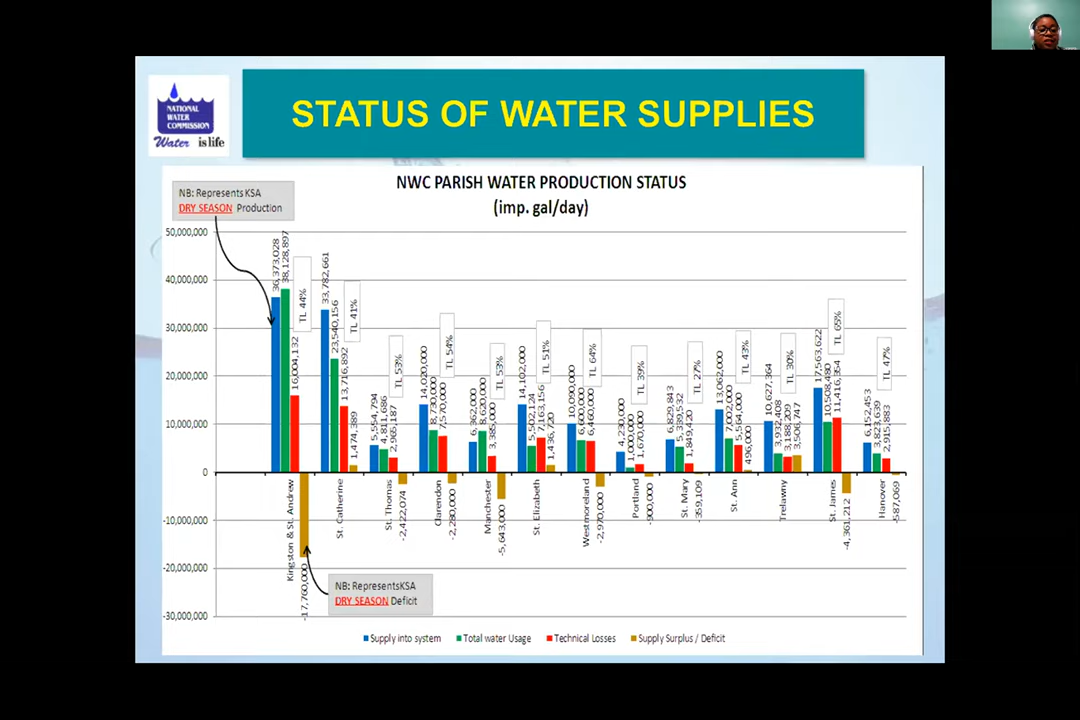 NATIONAL
WATER
COMMISSION
Water is life
STATUS OF WATER SUPPLIES
NWC PARISH WATER PRODUCTION STATUS
(imp. gal/day)
NB: Represents KSA
DRY SEASON Production
50,000,000
40,000,000
30,000,000
20,000,000
10,000,000
0
-10,000,000
-20,000,000
-30,000,000
36,373,028
38,128,897
16,004,132
TL 44%
-17,760,000
Kingston & St. Andrew
33,782,661
23,540,156
13,716,892
1,474,389
TL 41%
St. Catherine
5,554,794
4,811,686
2,965,187
TL 53%
St. Thomas
-2,422,074
14,020,000
8,730,000
7,570,000
TL 54%
Clarendon
-2,280,000
6,362,000
8,620,000
3,385,000
TL 53%
Manchester
-5,643,000
14,102,000
5,502,124
7,163,156
1,436,720
TL 51%
St. Elizabeth
10,090,000
6,600,000
6,460,000
TL 64%
Westmoreland
-2,970,000
4,230,000
1,000,000
1,670,000
TL 39%
Portland
-900,000
6,829,843
5,339,532
1,849,420
TL 27%
St. Mary
-359,109
13,062,000
7,002,000
5,564,000
496,000
TL 43%
St. Ann
10,627,364
3,932,408
3,188,209
3,506,747
TL 30%
Trelawny
17,563,622
10,508,480
11,416,354
TL 65%
St. James
-4,361,212
6,152,453
3,823,639
2,915,883
TL 47%
Hanover
-587,069
NB: RepresentsKSA
DRY SEASON Deficit
Supply into system
Total water Usage
Technical Losses
Supply Surplus / Deficit